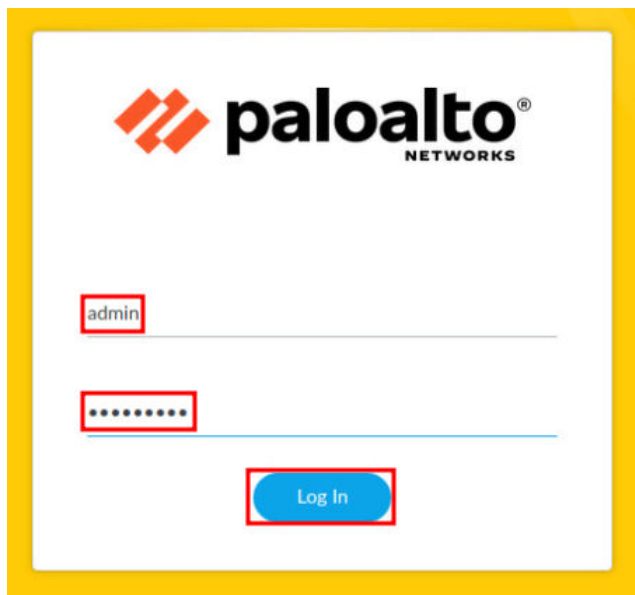 paloalto®
NETWORKS
admin
•••••••••
Log In